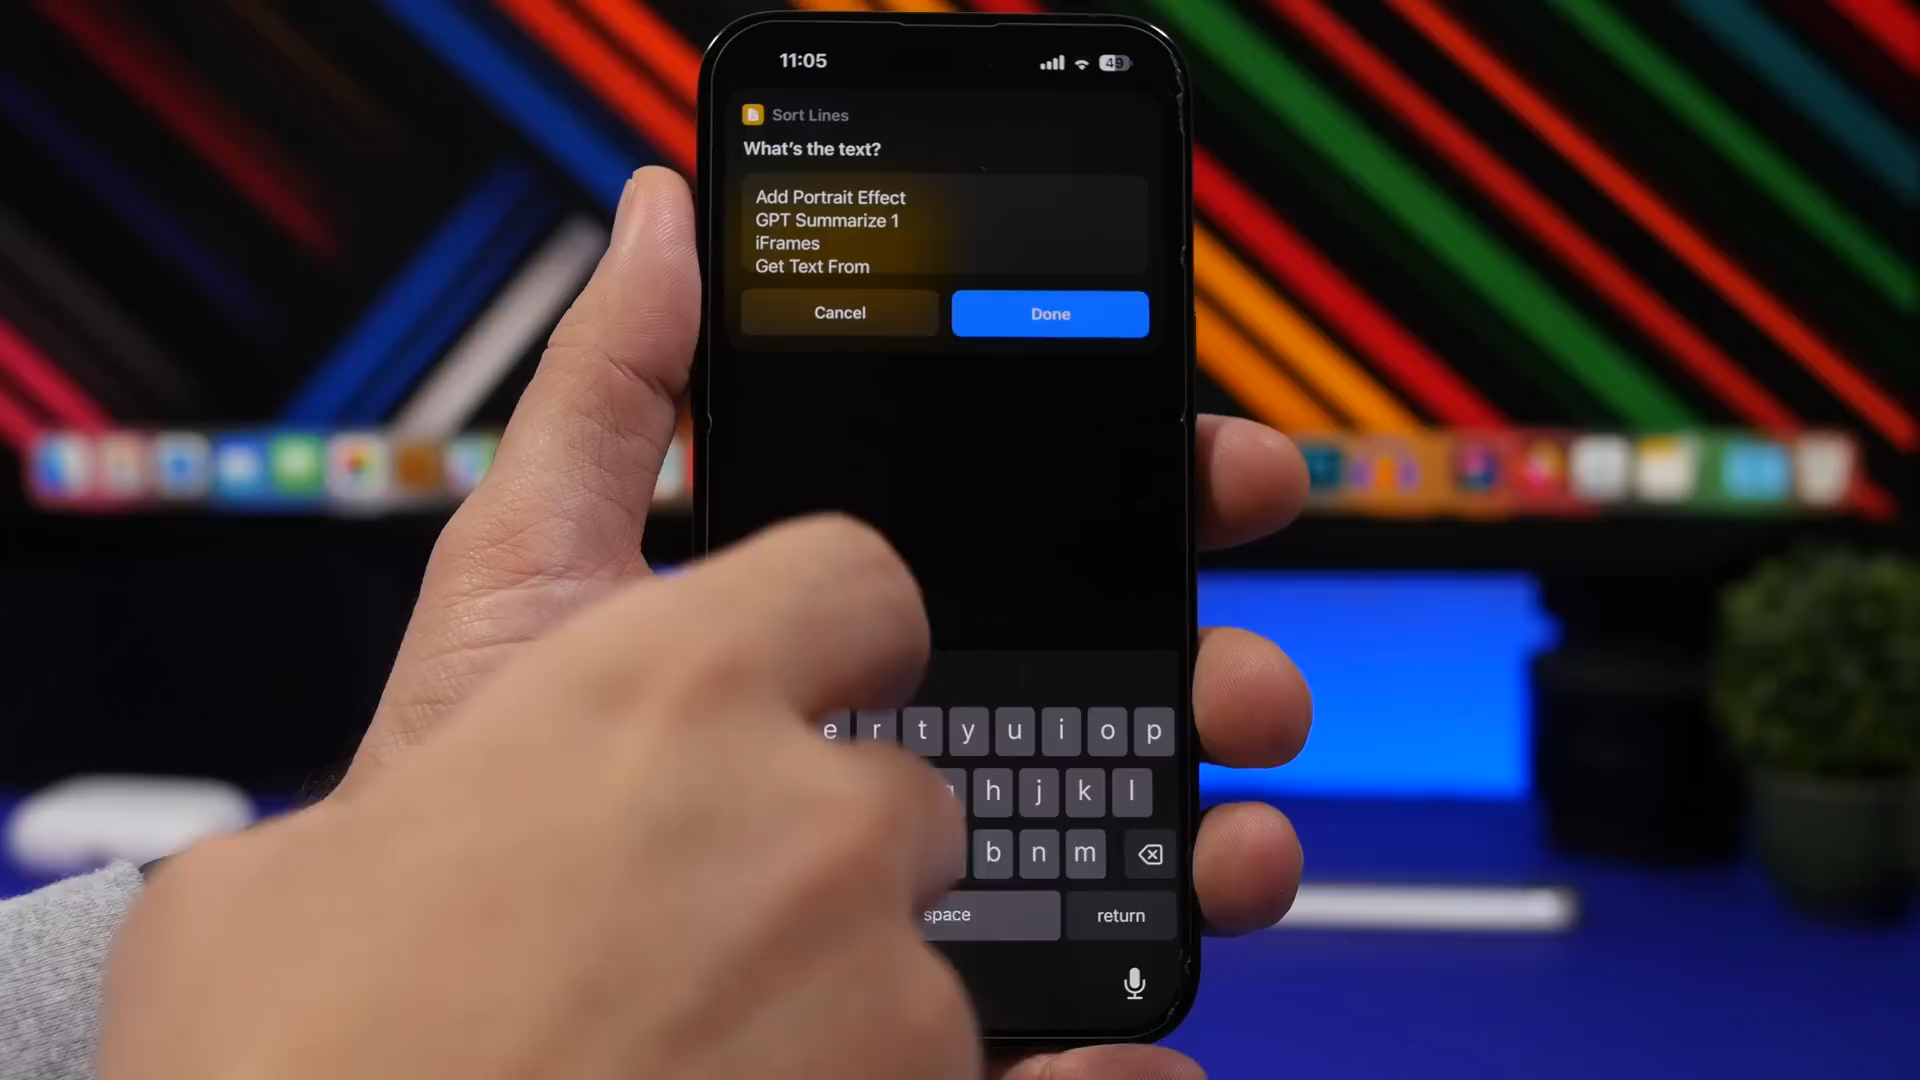 11:05
49
Sort Lines
What's the text?
Add Portrait Effect
GPT Summarize 1
iFrames
Get Text From
Cancel
Done
e r t y u i o p
h j k l
b n m
space
return